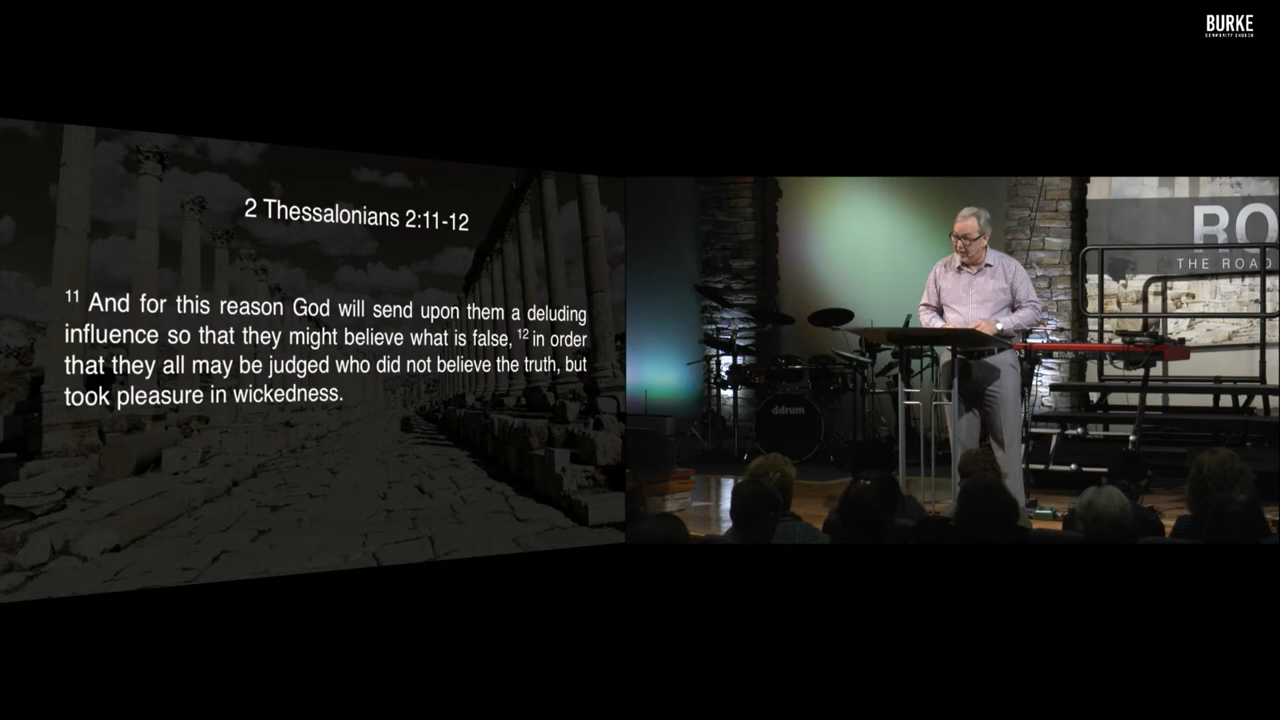 BURKE
COMMUNITY CHURCH
2 Thessalonians 2:11-12
11 And for this reason God will send upon them a deluding
influence so that they might believe what is false, 12 in order
that they all may be judged who did not believe the truth, but
took pleasure in wickedness.
RO
THE ROAD
ddrum